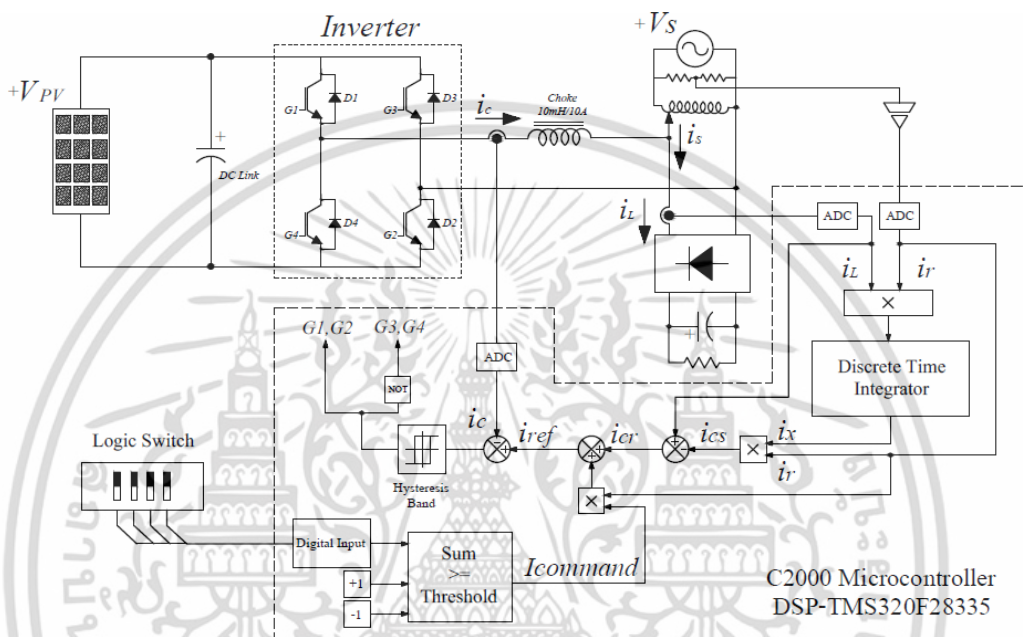 Inverter
+VS
+VPV
G1
D1
G3
D3
ic
Choke
10mH/10A
iS
+
DC Link
G4
D4
G2
D2
iL
ADC
ADC
iL
ir
×
G1,G2
G3,G4
+
NOT
ADC
Discrete Time
Integrator
Logic Switch
ic
iref
icr
ics
ix
×
ir
-
+
+
+
+
-
Hysteresis
Band
×
Digital Input
Sum
>=
Threshold
+1
-1
Icommand
C2000 Microcontroller
DSP-TMS320F28335